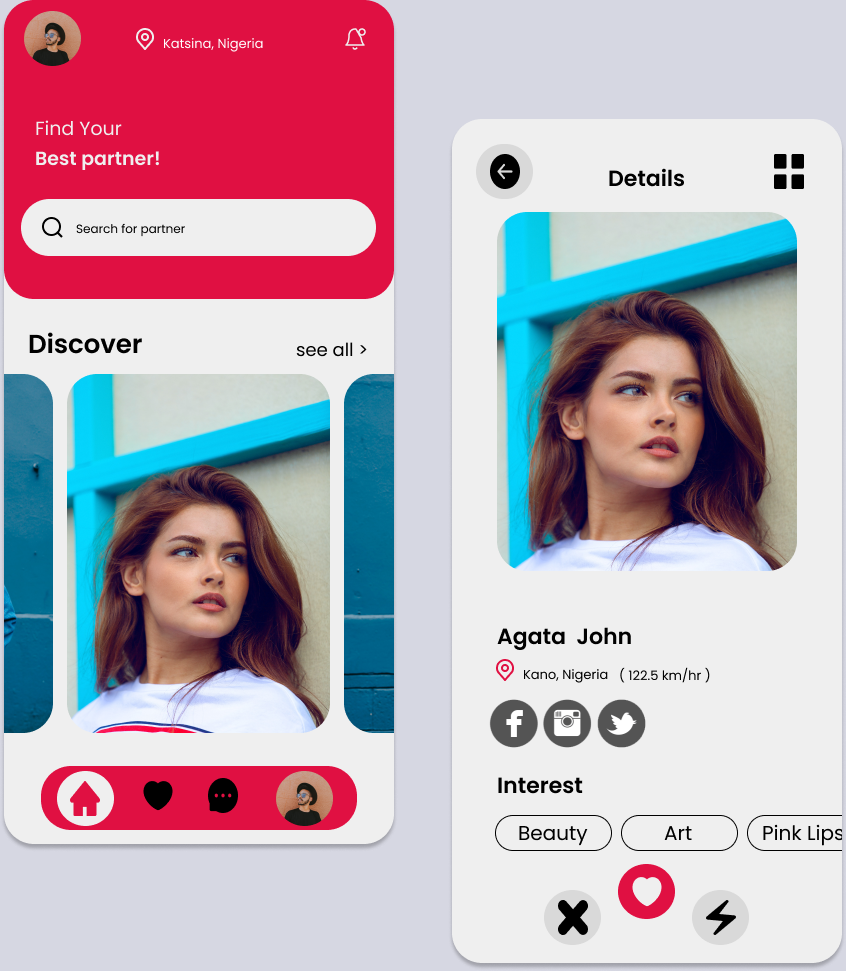 Katsina, Nigeria
Find Your
Best partner!
Search for partner
Discover
see all >
Details
Agata John
Kano, Nigeria ( 122.5 km/hr )
Interest
Beauty
Art
Pink Lips